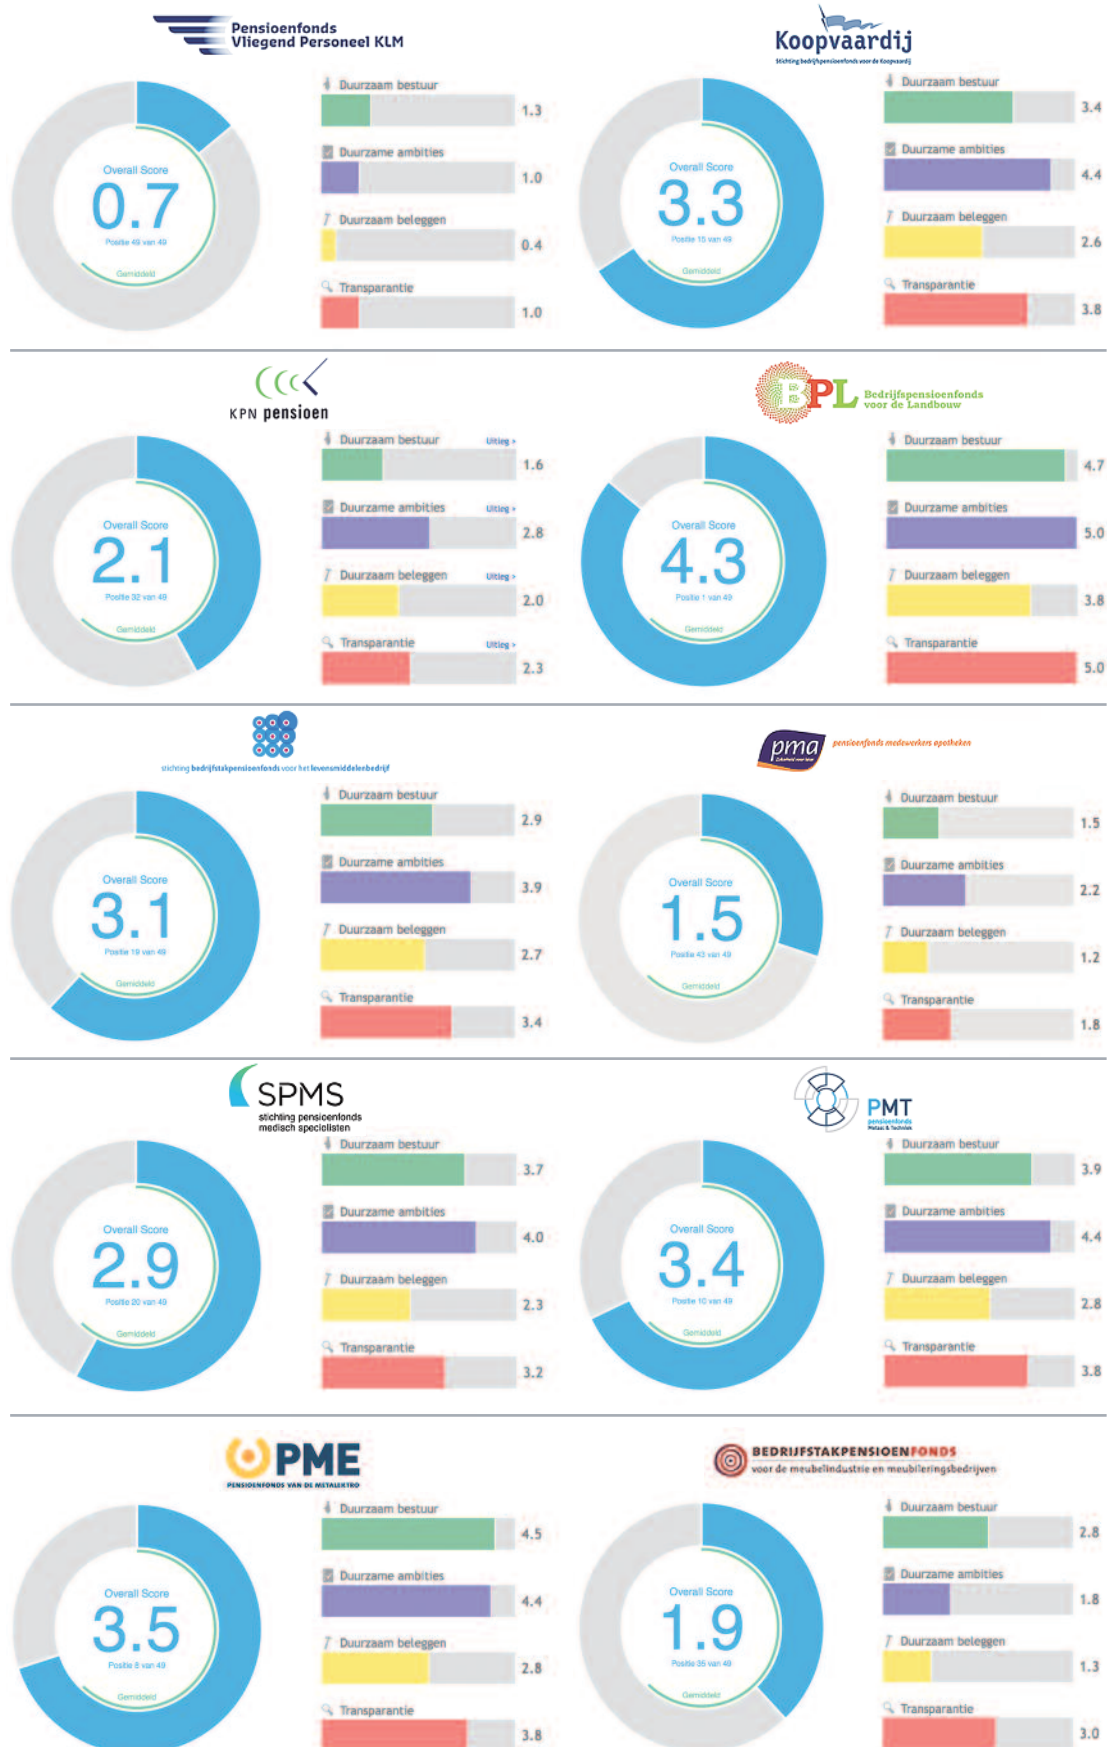 Pensioenfonds
Vliegend Personeel KLM
Duurzaam bestuur
1.3
Duurzame ambities
1.0
Duurzaam beleggen
0.4
Transparantie
1.0
Overall Score
0.7
Positie 49 van 49
Gemiddeld
Koopvaardij
Stichting bedrijfspensioenfonds voor de Koopvaardij
Duurzaam bestuur
3.4
Duurzame ambities
4.4
Duurzaam beleggen
2.6
Transparantie
3.8
Overall Score
3.3
Positie 15 van 49
Gemiddeld
KPN pensioen
Duurzaam bestuur
Uitleg >
1.6
Duurzame ambities
Uitleg >
2.8
Duurzaam beleggen
Uitleg >
2.0
Transparantie
Uitleg >
2.3
Overall Score
2.1
Positie 32 van 49
Gemiddeld
BPL
Bedrijfspensioenfonds
voor de Landbouw
Duurzaam bestuur
4.7
Duurzame ambities
5.0
Duurzaam beleggen
3.8
Transparantie
5.0
Overall Score
4.3
Positie 1 van 49
Gemiddeld
stichting bedrijfstakpensioenfonds voor het levensmiddelenbedrijf
Duurzaam bestuur
2.9
Duurzame ambities
3.9
Duurzaam beleggen
2.7
Transparantie
3.4
Overall Score
3.1
Positie 19 van 49
Gemiddeld
pma
pensioenfonds medewerkers apotheken
Duurzaam bestuur
1.5
Duurzame ambities
2.2
Duurzaam beleggen
1.2
Transparantie
1.8
Overall Score
1.5
Positie 43 van 49
Gemiddeld
SPMS
stichting pensioenfonds
medisch specialisten
Duurzaam bestuur
3.7
Duurzame ambities
4.0
Duurzaam beleggen
2.3
Transparantie
3.2
Overall Score
2.9
Positie 20 van 49
Gemiddeld
PMT
pensioenfonds
Metaal & Techniek
Duurzaam bestuur
3.9
Duurzame ambities
4.4
Duurzaam beleggen
2.8
Transparantie
3.8
Overall Score
3.4
Positie 10 van 49
Gemiddeld
PME
PENSIOENFONDS VAN DE METALEKTRO
Duurzaam bestuur
4.5
Duurzame ambities
4.4
Duurzaam beleggen
2.8
Transparantie
3.8
Overall Score
3.5
Positie 8 van 49
Gemiddeld
BEDRIJFSTAKPENSIOENFONDS
voor de meubelindustrie en meubileringsbedrijven
Duurzaam bestuur
2.8
Duurzame ambities
1.8
Duurzaam beleggen
1.3
Transparantie
3.0
Overall Score
1.9
Positie 35 van 49
Gemiddeld